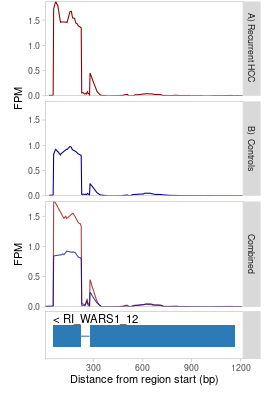 A) Recurrent HCC
1.5
1.0
0.5
0.0
FPM
B) Controls
1.5
1.0
0.5
0.0
Combined
1.5
1.0
0.5
0.0
FPM
< RI_WARS1_12
300 600 900 1200
Distance from region start (bp)